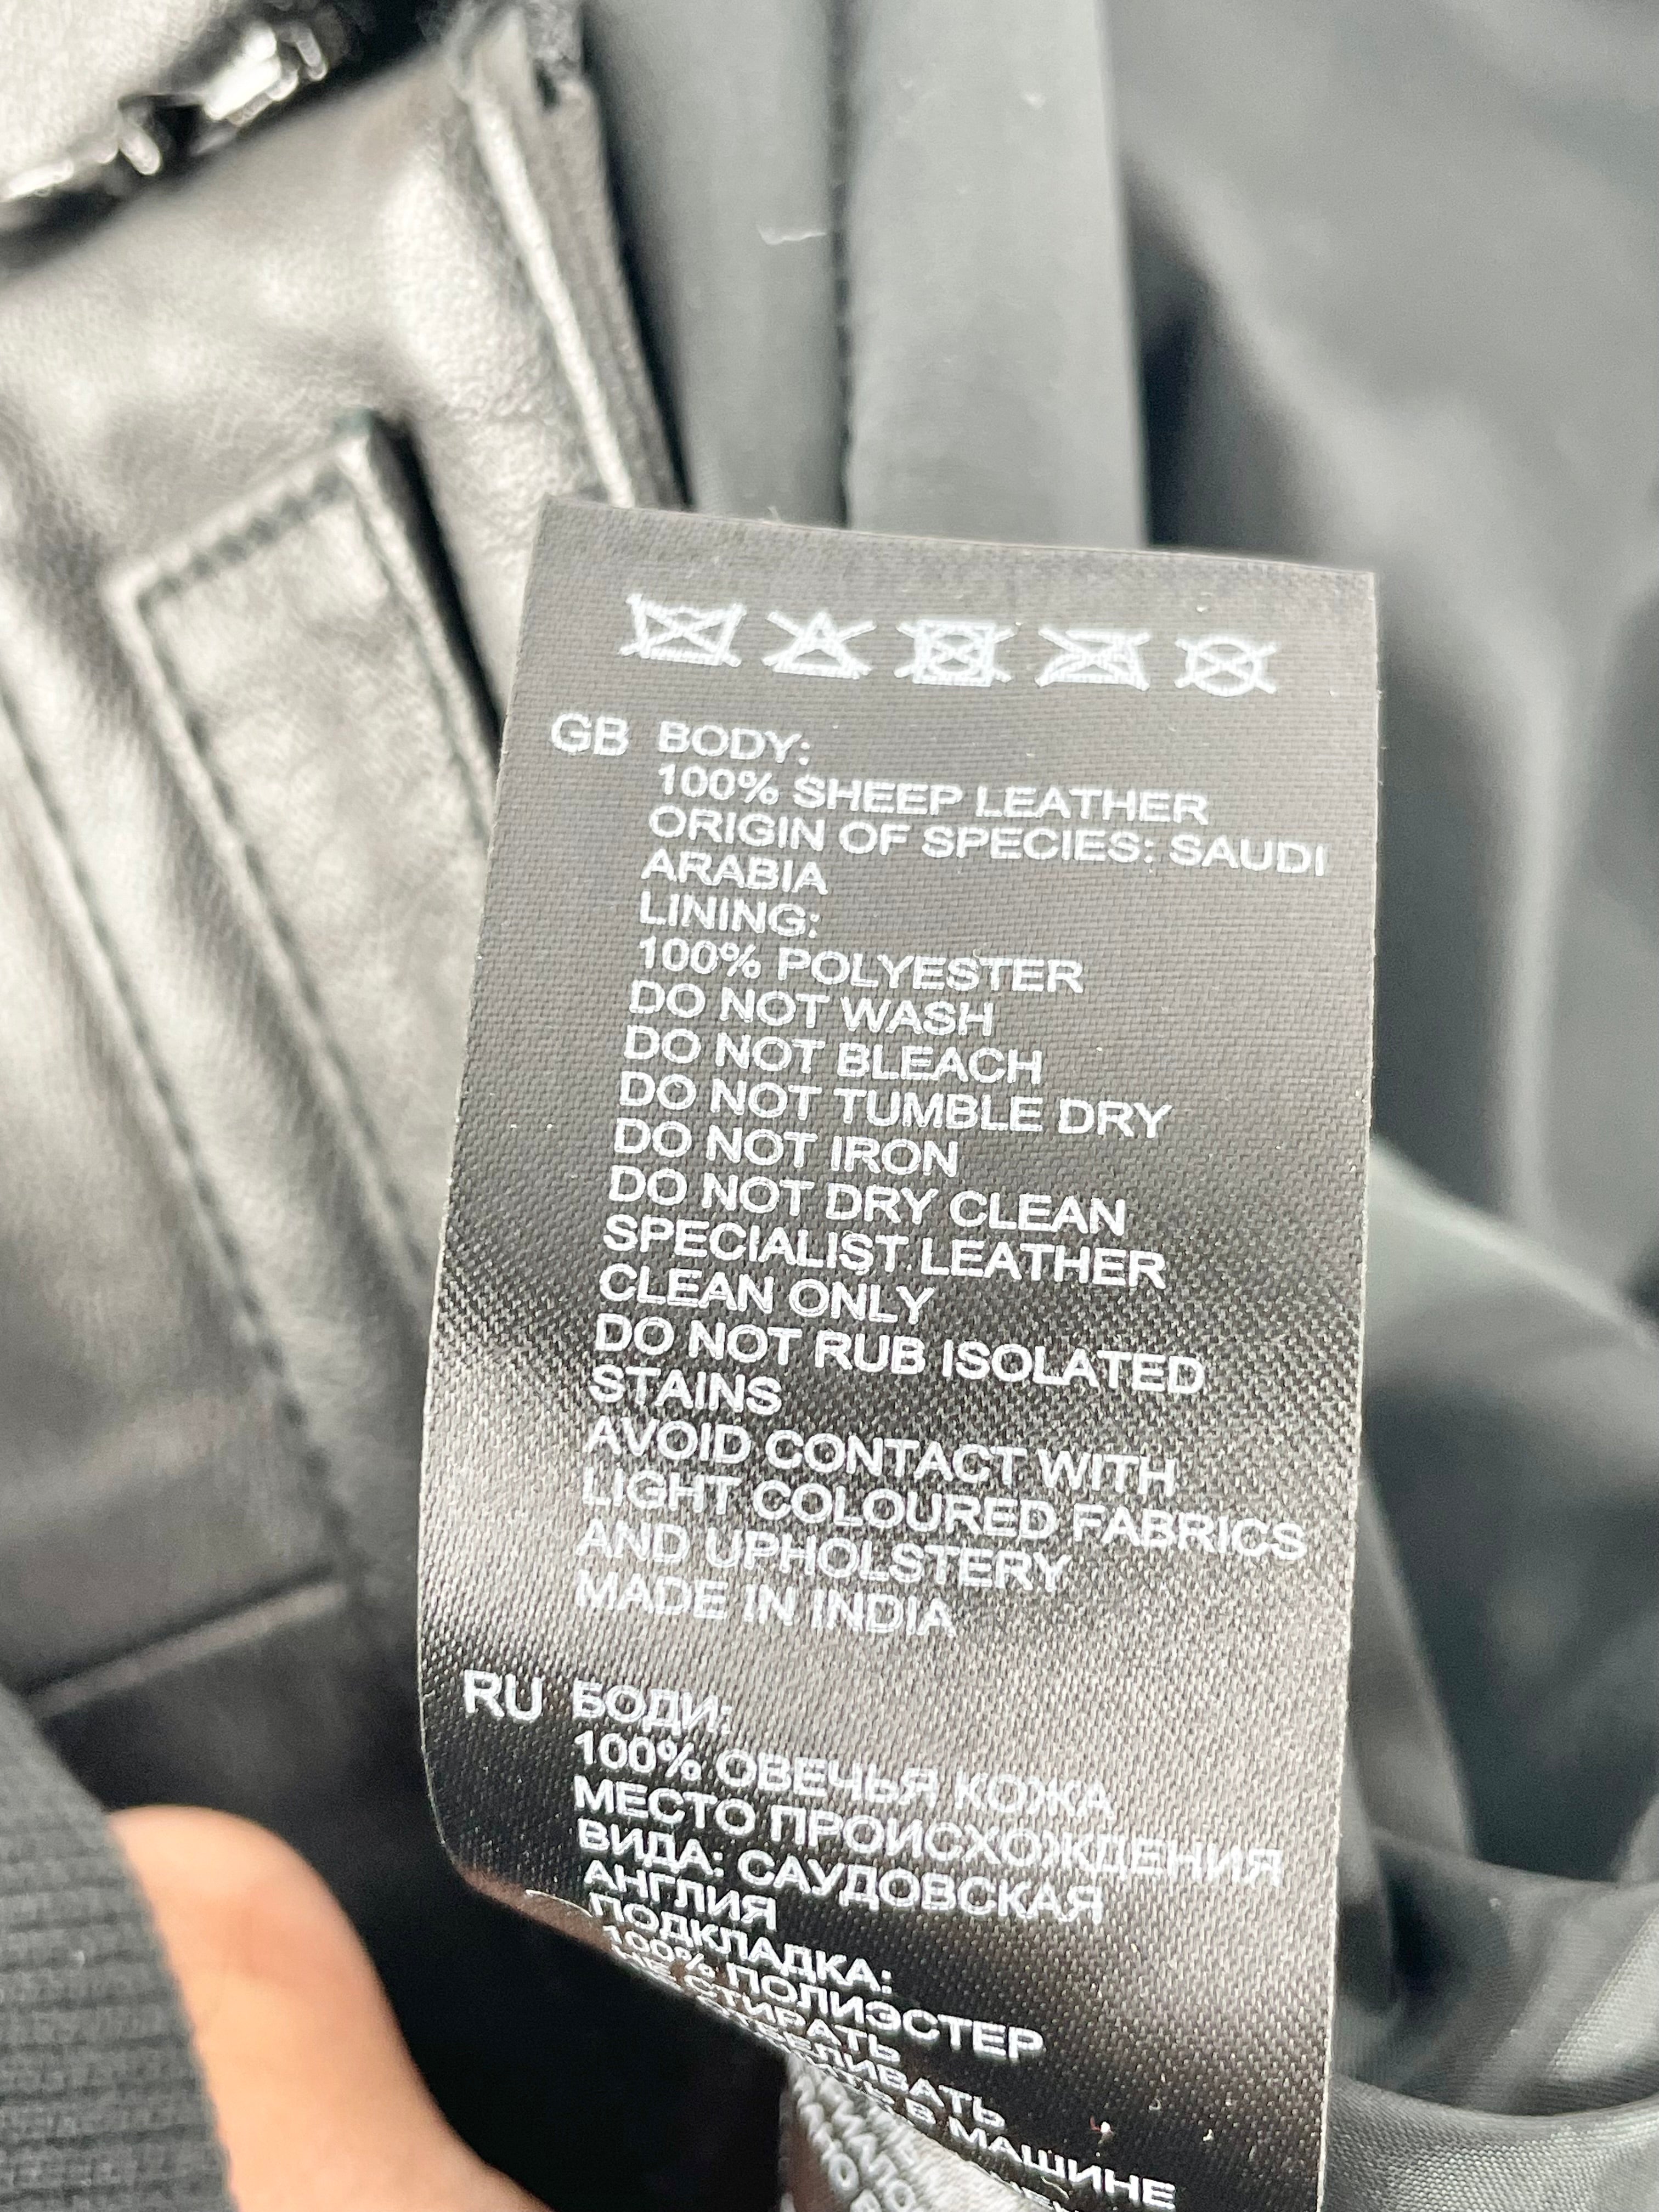 GB BODY:
100% SHEEP LEATHER
ORIGIN OF SPECIES: SAUDI
ARABIA
LINING:
100% POLYESTER
DO NOT WASH
DO NOT BLEACH
DO NOT TUMBLE DRY
DO NOT IRON
DO NOT DRY CLEAN
SPECIALIST LEATHER
CLEAN ONLY
DO NOT RUB ISOLATED
STAINS
AVOID CONTACT WITH
LIGHT COLOURED FABRICS
AND UPHOLSTERY
MADE IN INDIA
RU БОДИ:
100% ОВЕЧЬЯ КОЖА
МЕСТО ПРОИСХОЖДЕНИЯ
ВИДА: САУДОВСКАЯ
АНГЛИЯ
ПОДКЛАДКА:
100% ПОЛИЭСТЕР
НЕ СТИРАТЬ
В МАШИНЕ